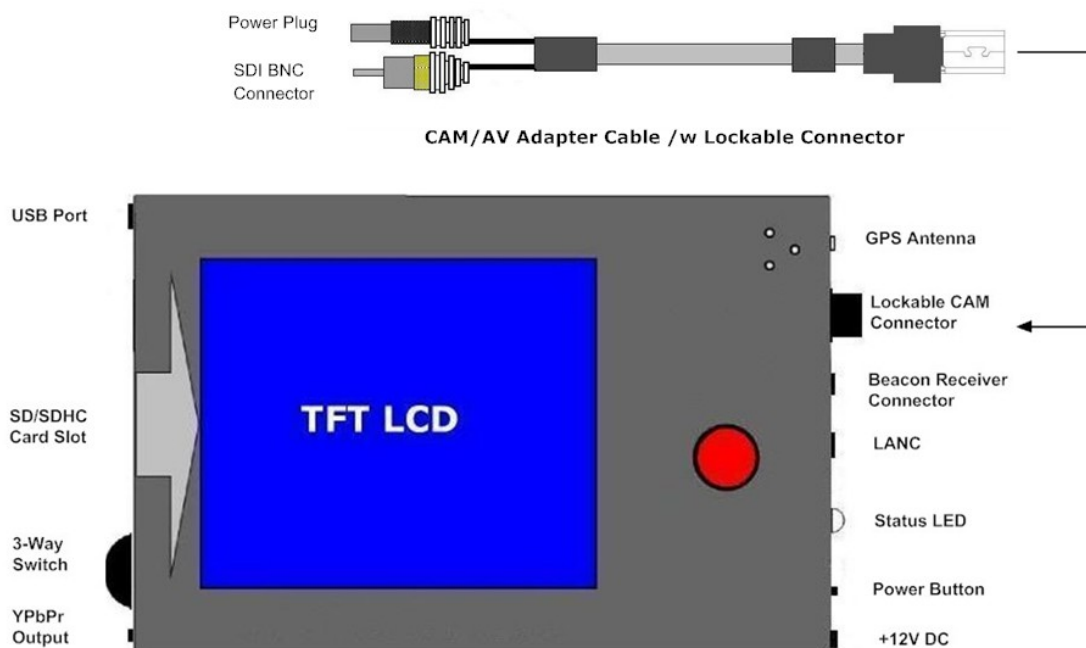 Power Plug
SDI BNC
Connector
CAM/AV Adapter Cable /w Lockable Connector
USB Port
GPS Antenna
Lockable CAM
Connector
Beacon Receiver
Connector
SD/SDHC
Card Slot
TFT LCD
LANC
Status LED
3-Way
Switch
Power Button
YPbPr
Output
+12V DC